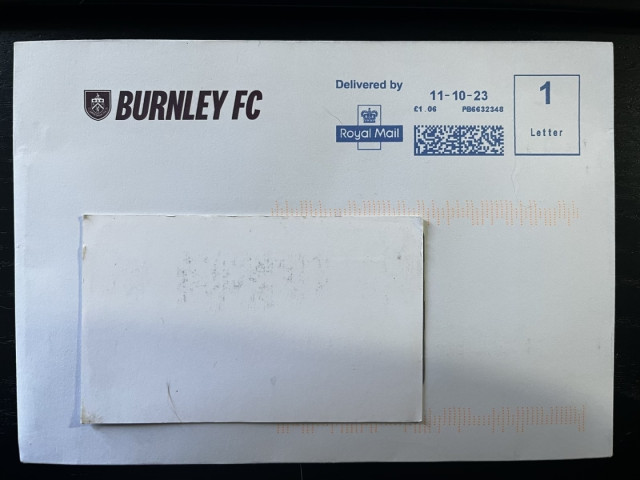 BURNLEY FC
Delivered by
Royal Mail
11-10-23
£1.06 PB6632348
1
Letter